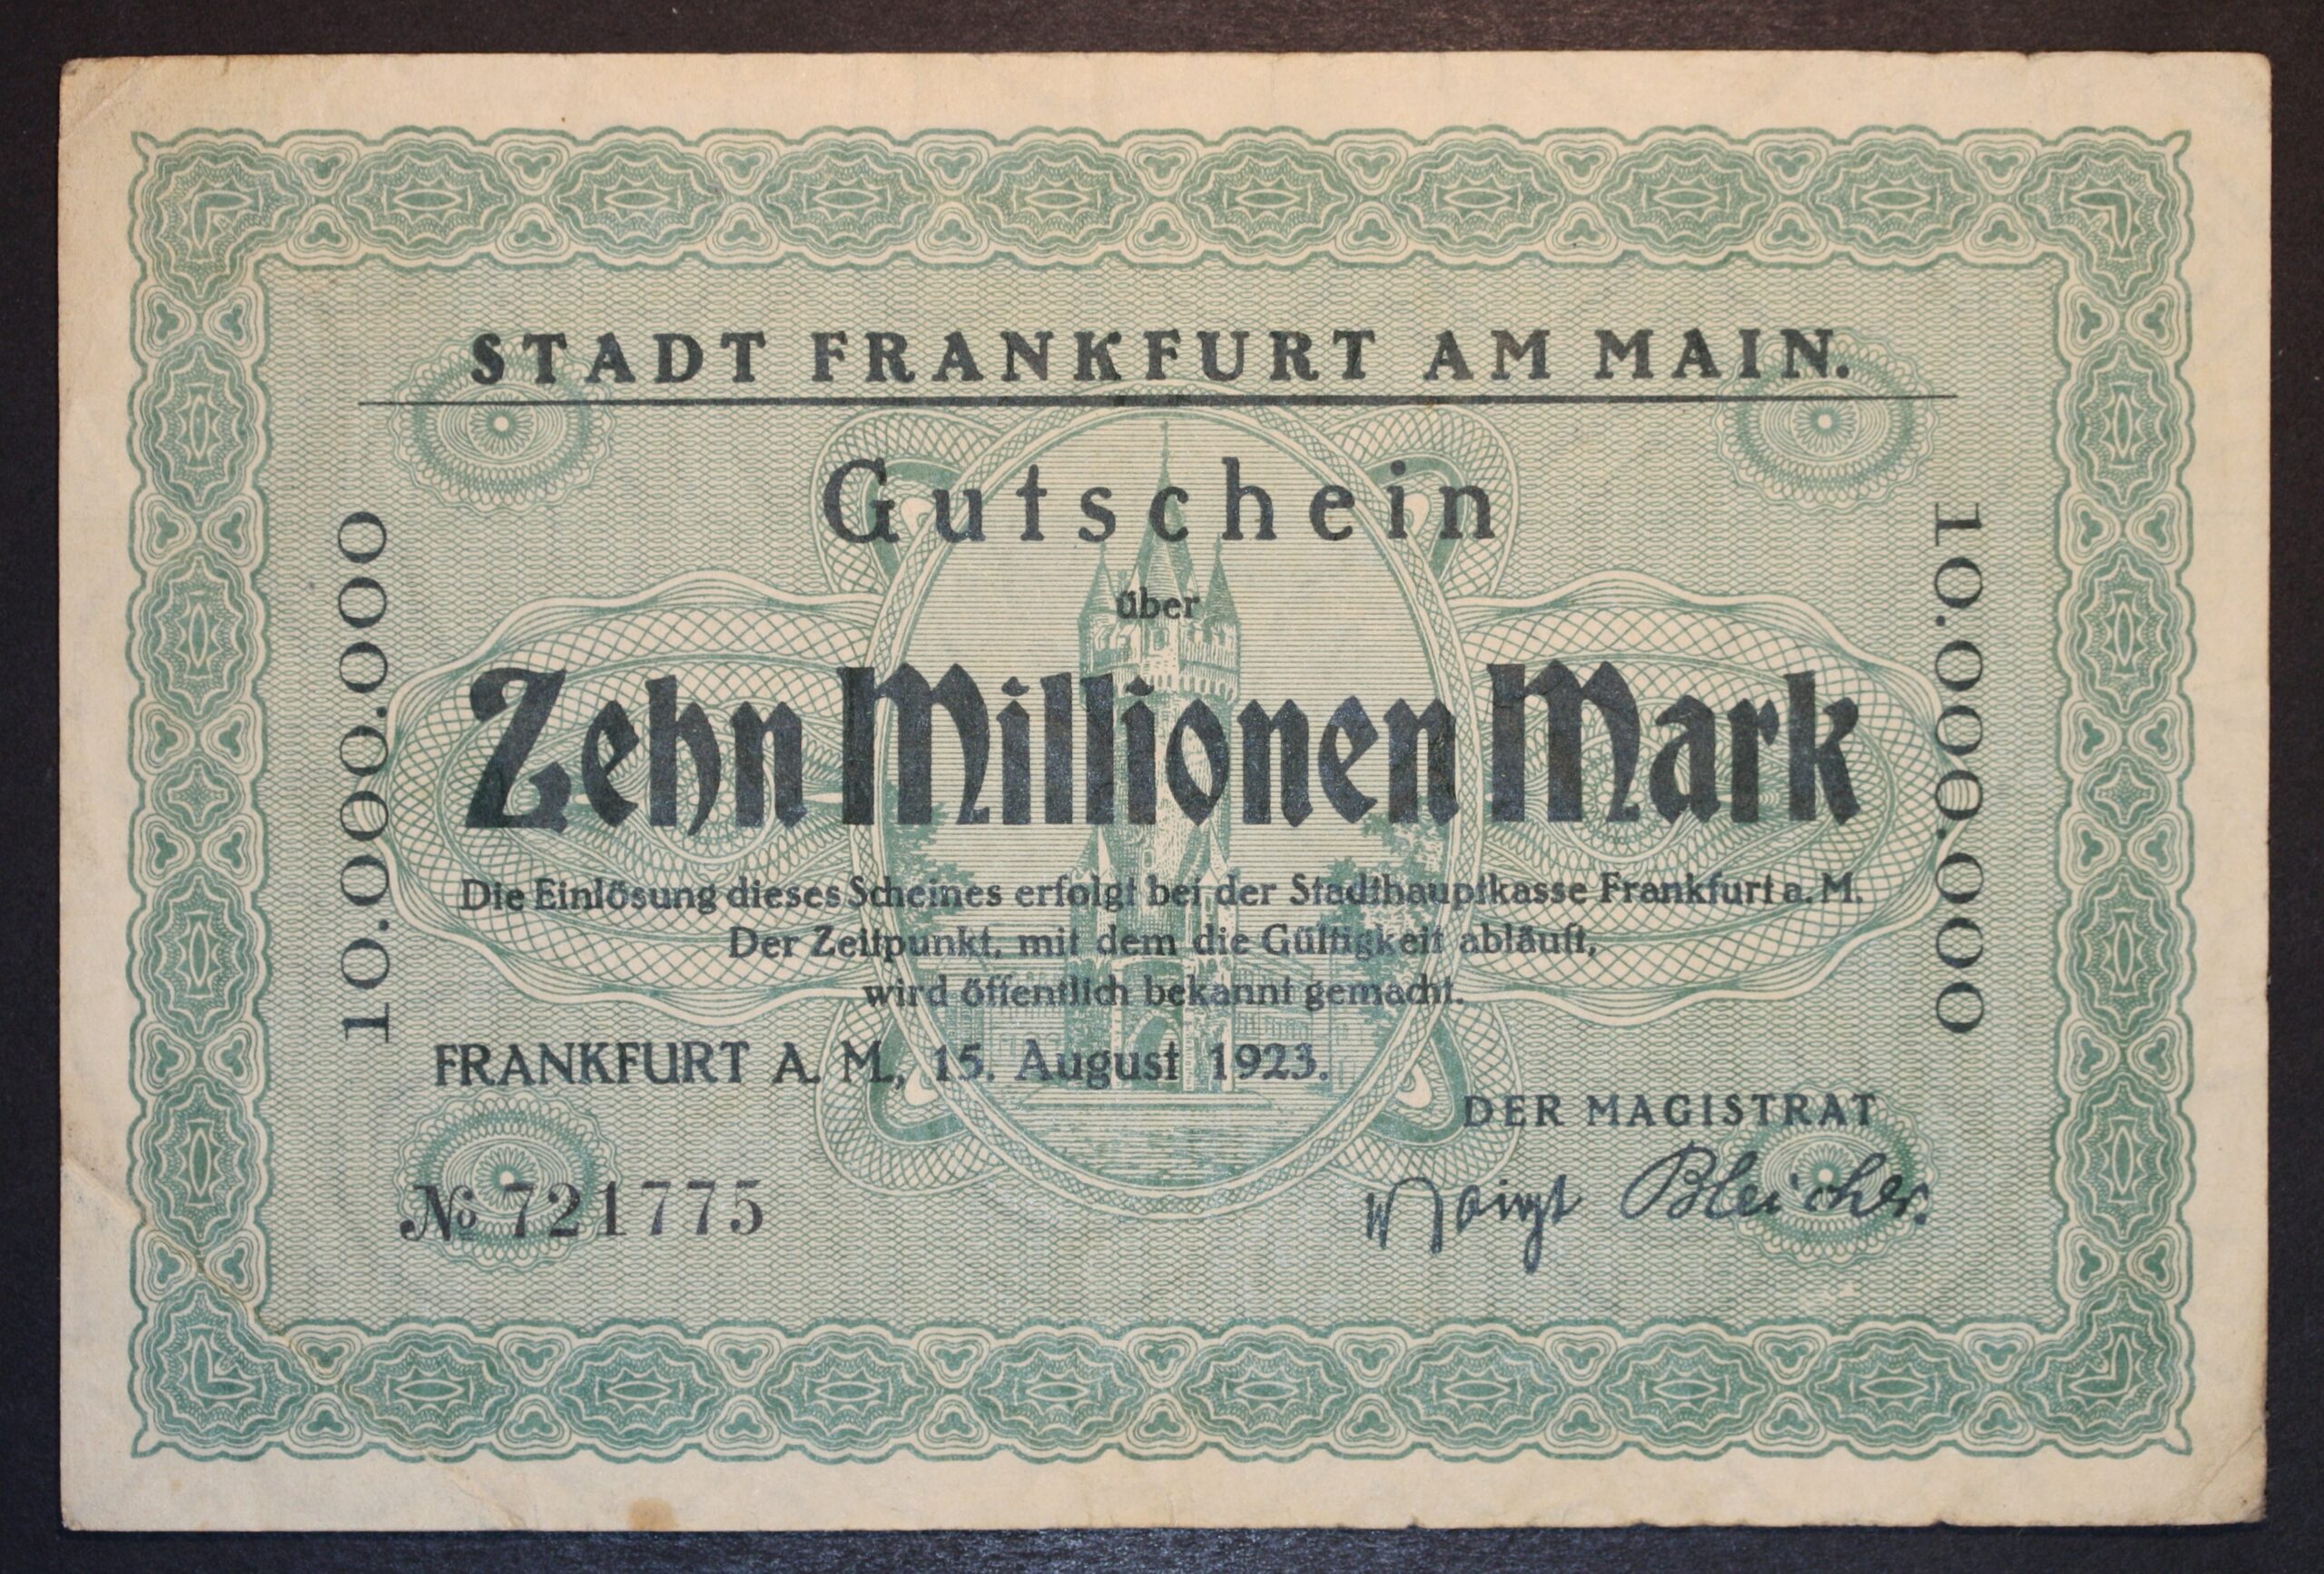 STADT FRANKFURT AM MAIN.
Gutschein
über
Zehn Millionen Mark
10.000.000
10.000.000
Die Einlösung dieses Scheines erfolgt bei der Stadthauptkasse Frankfurt a. M.
Der Zeitpunkt, mit dem die Gültigkeit abläuft,
wird öffentlich bekannt gemacht.
FRANKFURT A. M., 15. August 1923.
DER MAGISTRAT
№ 721775
Voigt Bleicher.